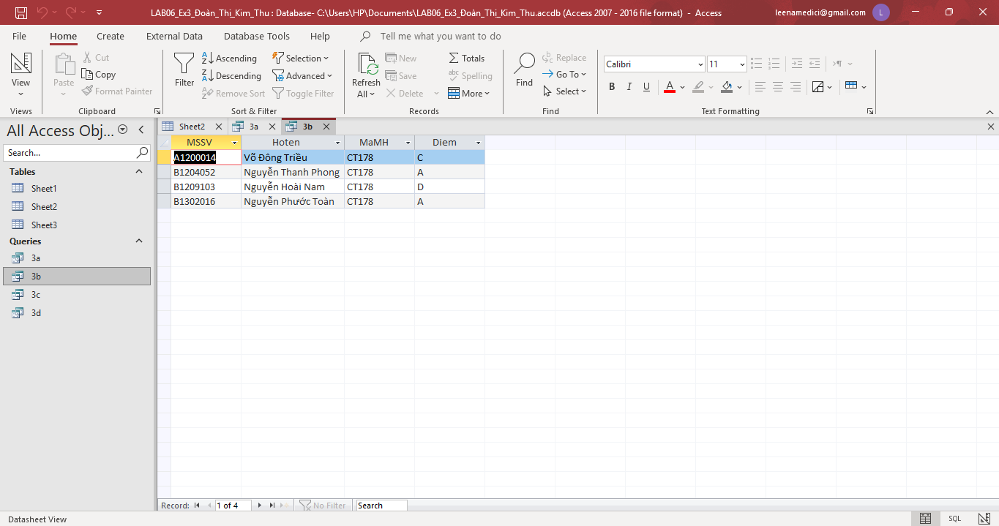 LAB06_Ex3_Đoàn_Thị_Kim_Thu : Database- C:\Users\HP\Documents\LAB06_Ex3_Đoàn_Thị_Kim_Thu.accdb (Access 2007 - 2016 file format) - Access
leenamedici@gmail.com L
File Home Create External Data Database Tools Help Tell me what you want to do
View
Views
Paste
Cut
Copy
Format Painter
Clipboard
Filter
Ascending
Descending
Remove Sort
Selection
Advanced
Toggle Filter
Sort & Filter
Refresh
All
New
Save
Delete
Totals
Spelling
More
Records
Find
Replace
Go To
Select
Find
Calibri 11
B I U A
Text Formatting
All Access Obj...
Search...
Tables
Sheet1
Sheet2
Sheet3
Queries
3a
3b
3c
3d
Sheet2 3a 3b
MSSV Hoten MaMH Diem
A1200014 Võ Đông Triều CT178 C
B1204052 Nguyễn Thanh Phong CT178 A
B1209103 Nguyễn Hoài Nam CT178 D
B1302016 Nguyễn Phước Toàn CT178 A
Record: 1 of 4 No Filter Search
Datasheet View SQL